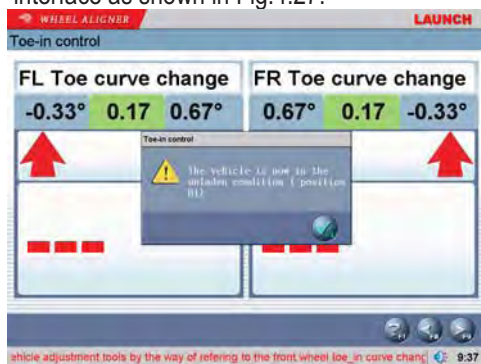 interface as shown in Fig.4.27.
WHEEL ALIGNER
LAUNCH
Toe-in control
FL Toe curve change
FR Toe curve change
-0.33° 0.17 0.67°
0.67° 0.17 -0.33°
Toe-in control
The vehicle is now in the
unladen condition ( position
B1)
ehicle adjustment tools by the way of refering to the front wheel toe_in curve chang
9:37